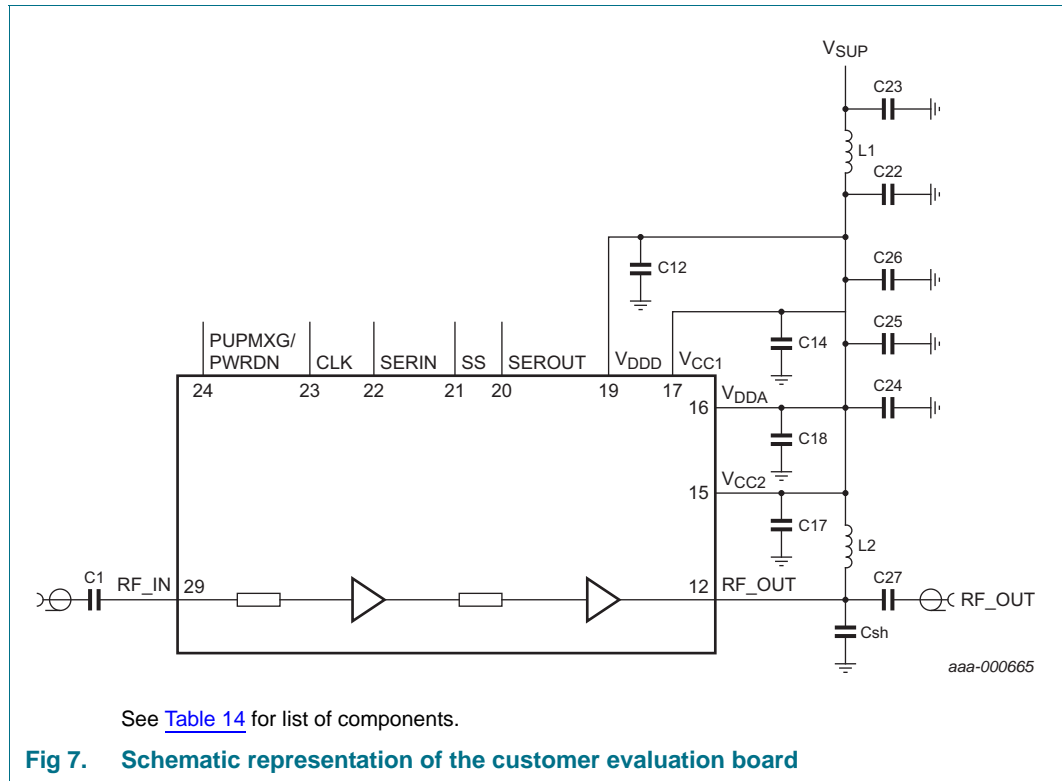 VSUP
C23
L1
C22
C12
C26
C25
C14
PUPMXG/
PWRDN
CLK
SERIN
SS
SEROUT
VDDD
VCC1
24
23
22
21
20
19
17
16
VDDA
C24
C18
15
VCC2
C17
L2
C1
RF_IN
29
12
RF_OUT
C27
RF_OUT
Csh
aaa-000665
See Table 14 for list of components.
Fig 7. Schematic representation of the customer evaluation board